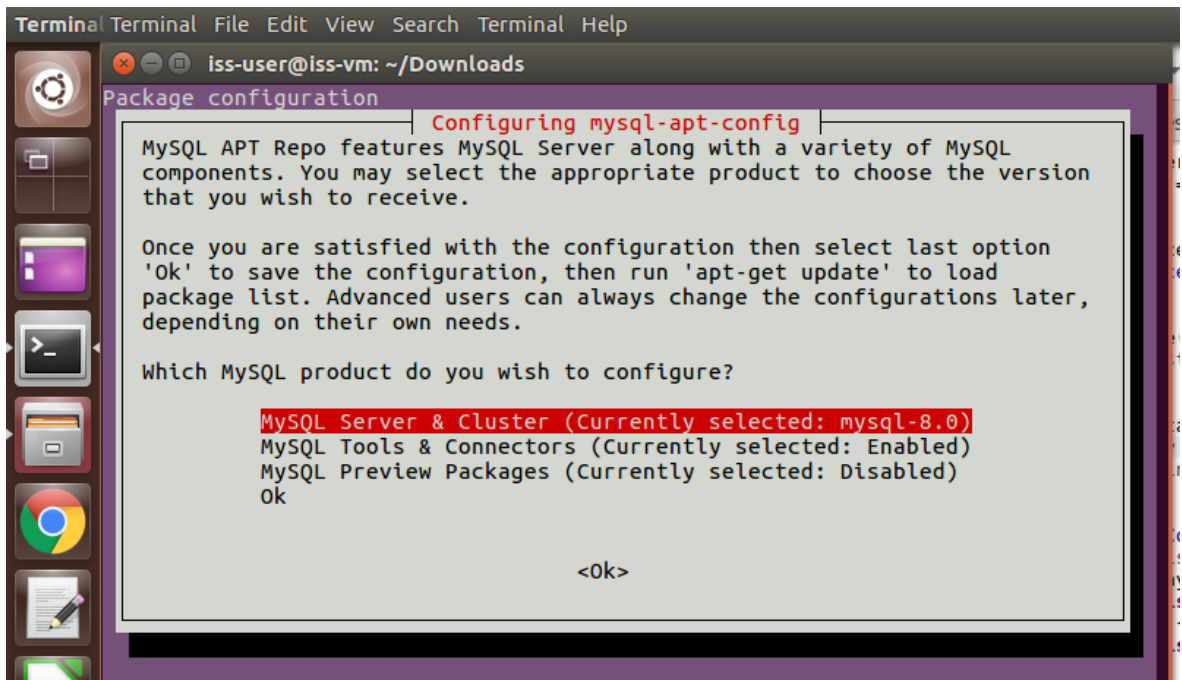 Terminal Terminal File Edit View Search Terminal Help
iss-user@iss-vm: ~/Downloads
Package configuration
Configuring mysql-apt-config
MySQL APT Repo features MySQL Server along with a variety of MySQL
components. You may select the appropriate product to choose the version
that you wish to receive.
Once you are satisfied with the configuration then select last option
'Ok' to save the configuration, then run 'apt-get update' to load
package list. Advanced users can always change the configurations later,
depending on their own needs.
Which MySQL product do you wish to configure?
MySQL Server & Cluster (Currently selected: mysql-8.0)
MySQL Tools & Connectors (Currently selected: Enabled)
MySQL Preview Packages (Currently selected: Disabled)
Ok
<Ok>